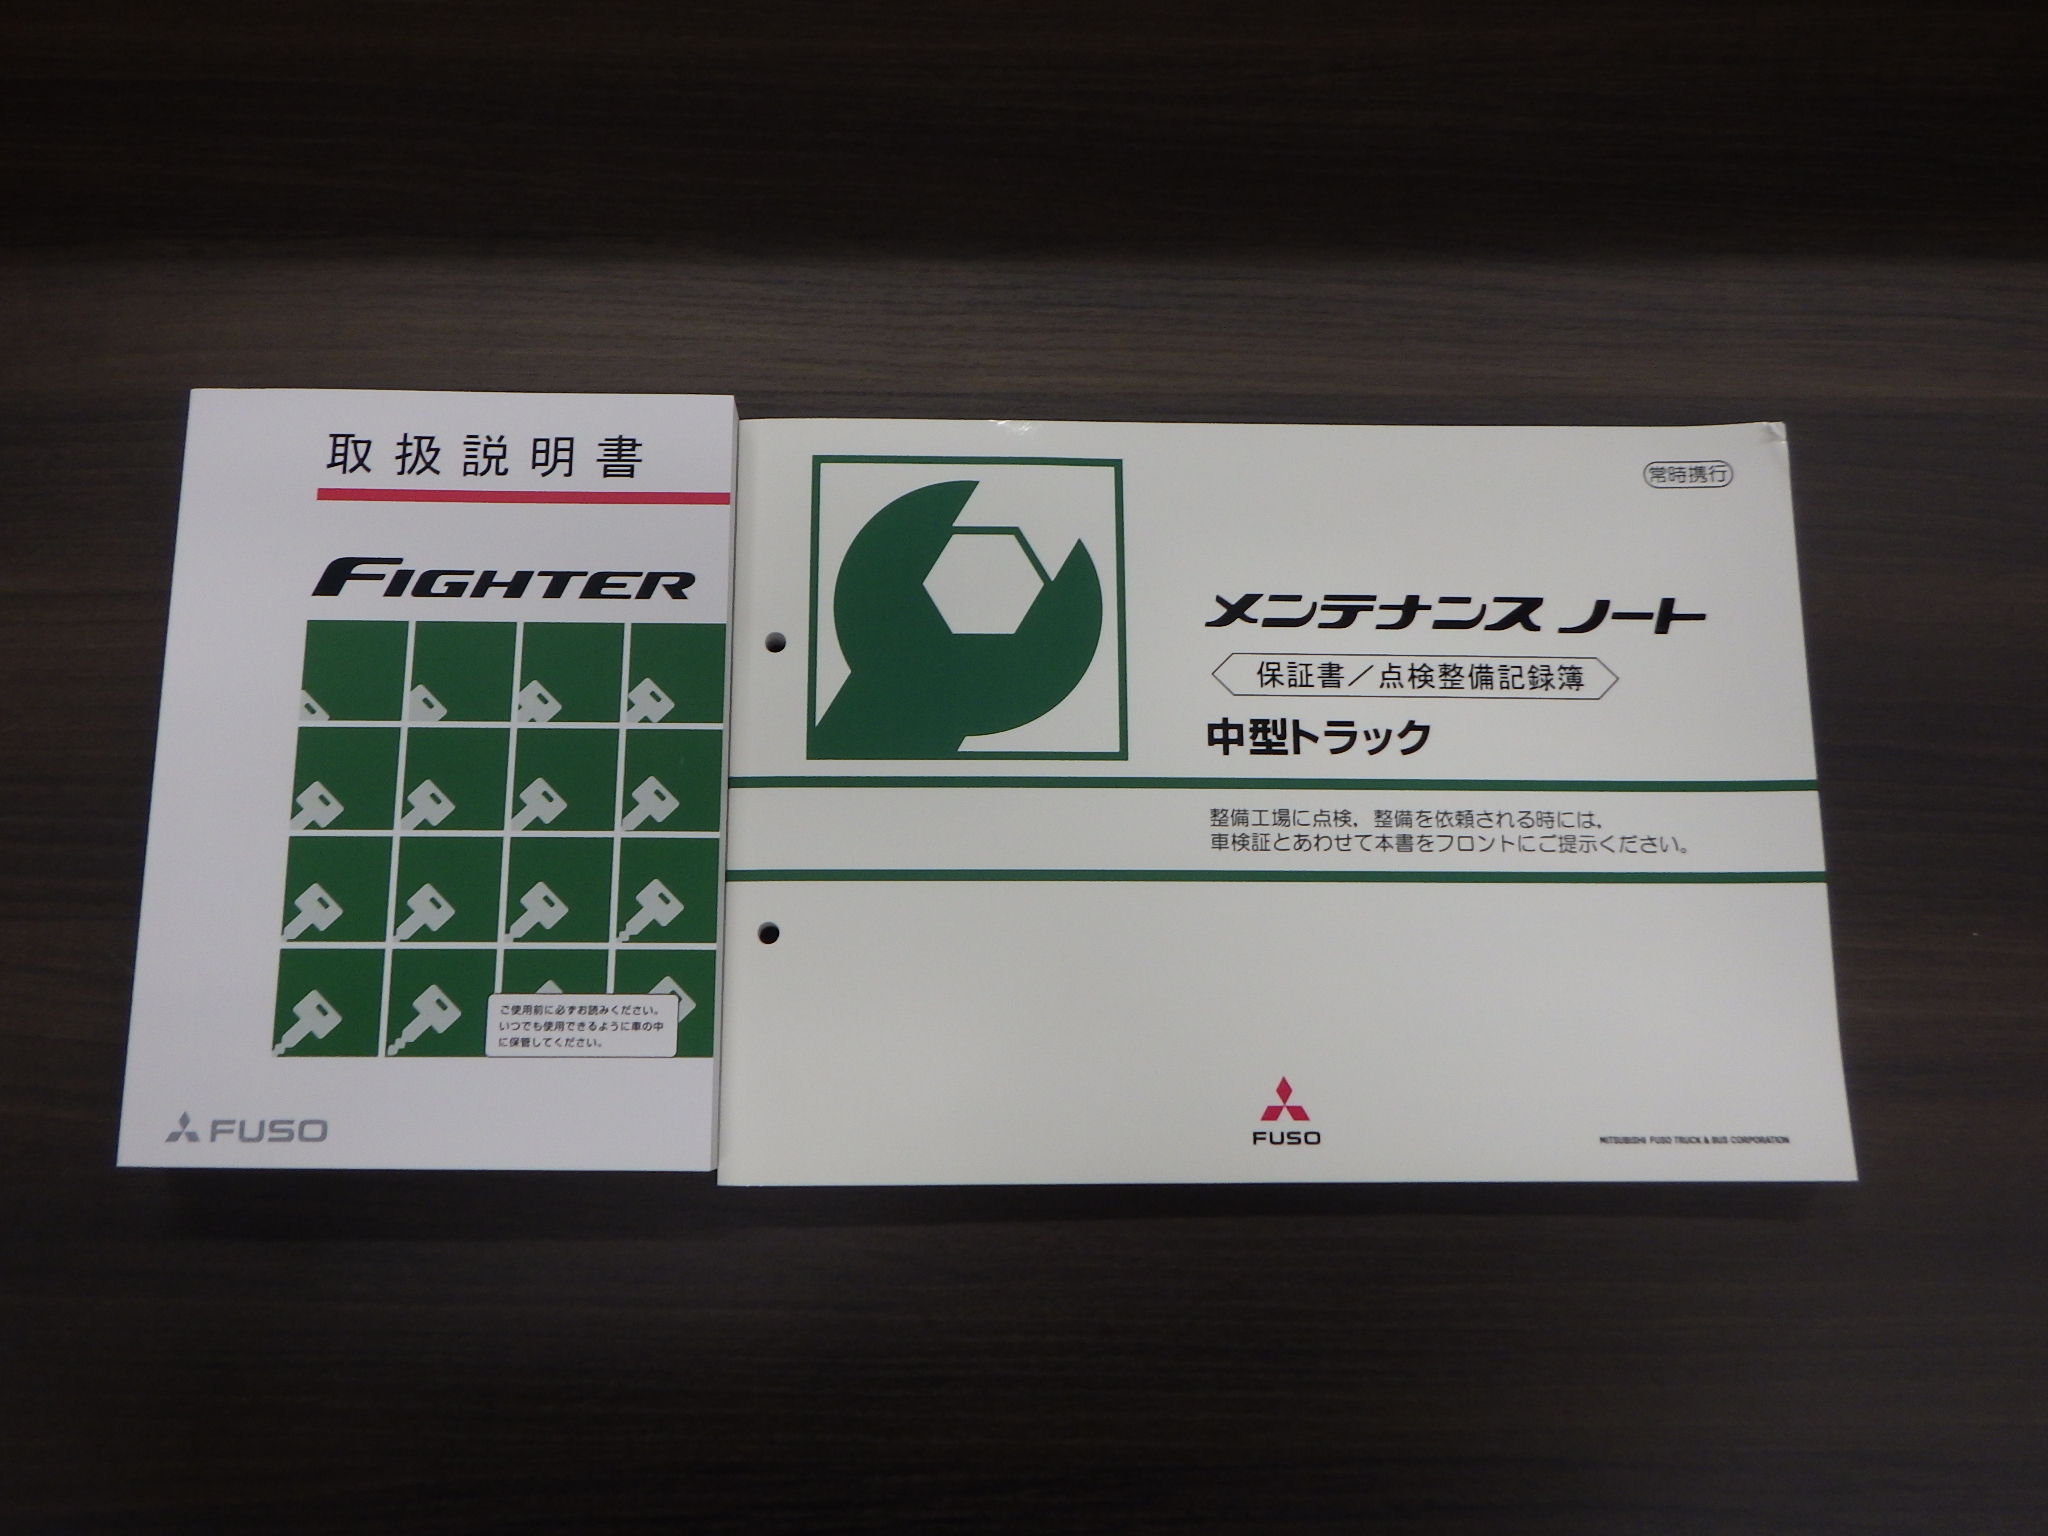 取扱説明書
FIGHTER
ご使用前に必ずお読みください。
いつでも使用できるように車の中
に保管してください。
FUSO
常時携行
メンテナンス ノート
保証書／点検整備記録簿
中型トラック
整備工場に点検，整備を依頼される時には，
車検証とあわせて本書をフロントにご提示ください。
FUSO
MITSUBISHI FUSO TRUCK & BUS CORPORATION